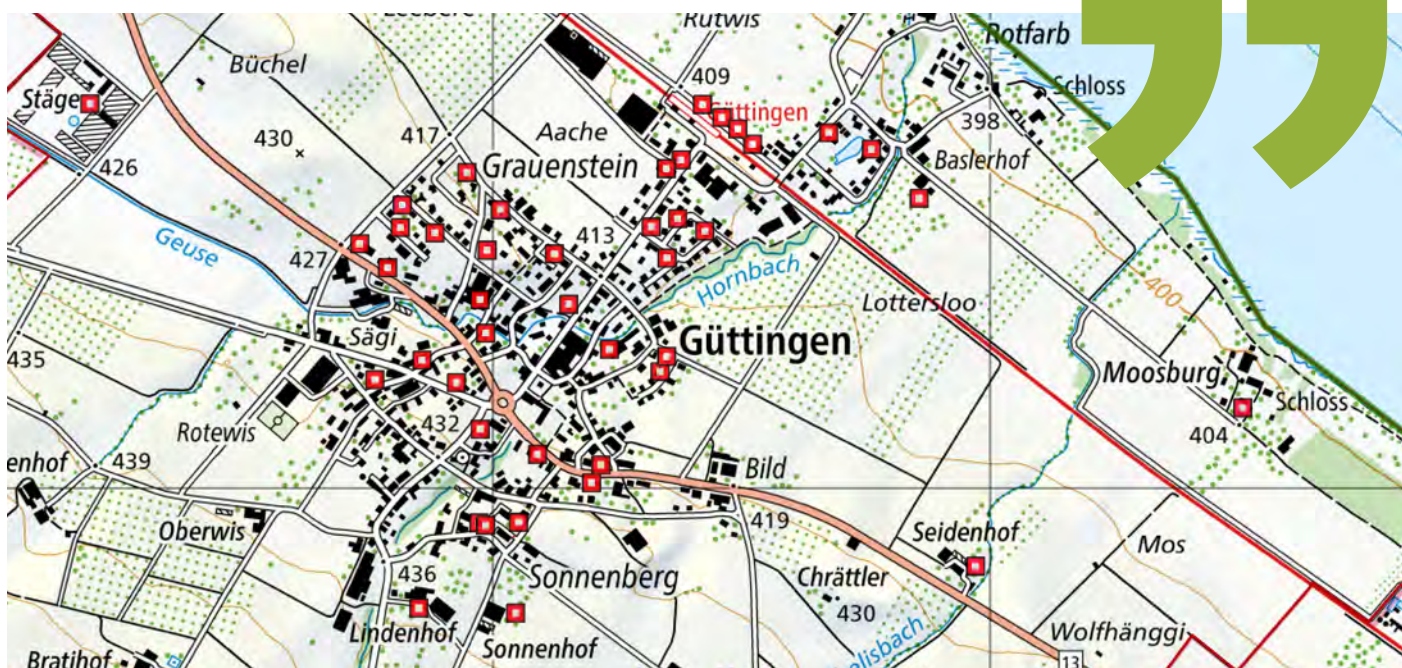 Rutwis
Rotfarb
Büchel
409
Schloss
Stäge
Güttingen
430
Aache
417
398
Grauenstein
Baslerhof
426
Geuse
413
427
Hornbach
400
Lottersloo
Sägi
Güttingen
435
Moosburg
Schloss
Rotewis
432
404
enhof
439
Bild
Oberwis
419
Seidenhof
Mos
436
Sonnenberg
Chrättler
430
Lindenhof
Sonnenhof
elisbach
Wolfhänggi
Bratihof
13